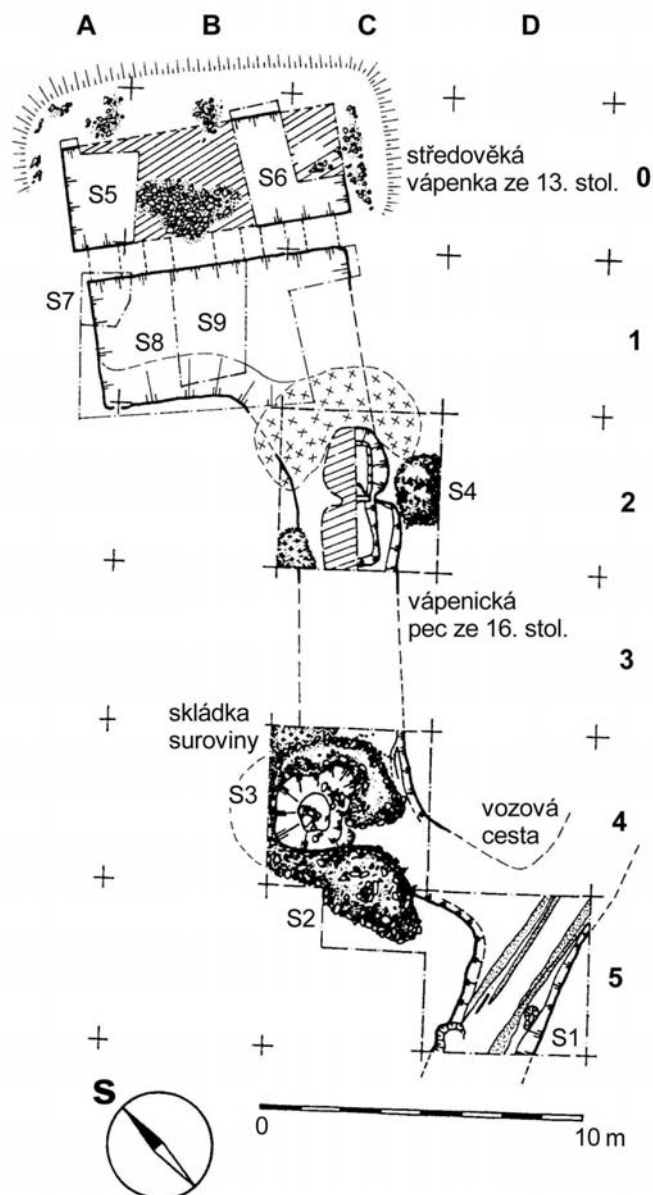 A B C D
středověká
vápenka ze 13. stol.
0
S5
S6
S7
S8
S9
1
S4
2
vápenická
pec ze 16. stol.
3
skládka
suroviny
S3
vozová
cesta
4
S2
5
S1
S
0
10 m